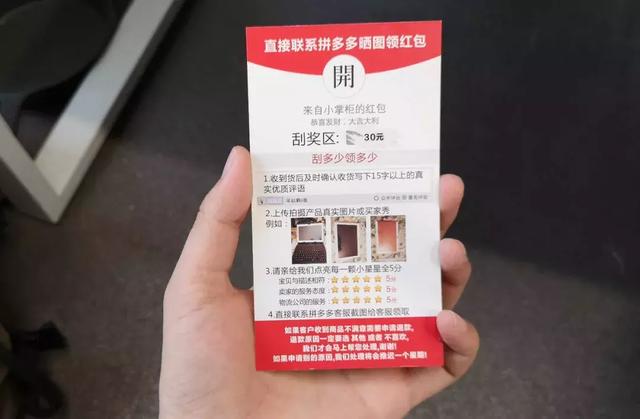 直接联系拼多多晒图领红包
開
来自小掌柜的红包
恭喜发财，大吉大利
刮奖区: 30元
刮多少领多少
1.收到货后及时确认收货写下15字以上的真
实优质评语
2.上传拍摄产品真实图片或买家秀
例如:
3.请亲给我们点亮每一颗小星星全5分
宝贝与描述相符: 5分
卖家的服务态度: 5分
物流公司的服务: 5分
4.直接联系拼多多客服截图给客服领取
如果客户收到商品不满意需要申请退款,
退款原因一定要选 其他 或者 不喜欢,
我们才会马上帮您处理,谢谢!
如果申请别的原因,我们处理将会推迟一个星期!